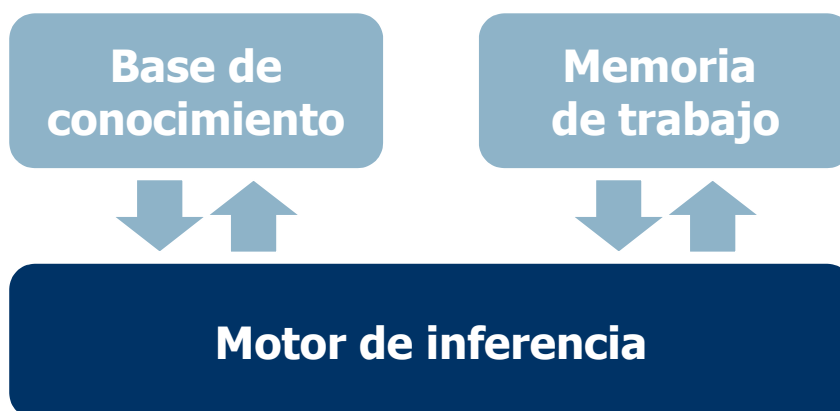 Base de
conocimiento
Memoria
de trabajo
Motor de inferencia